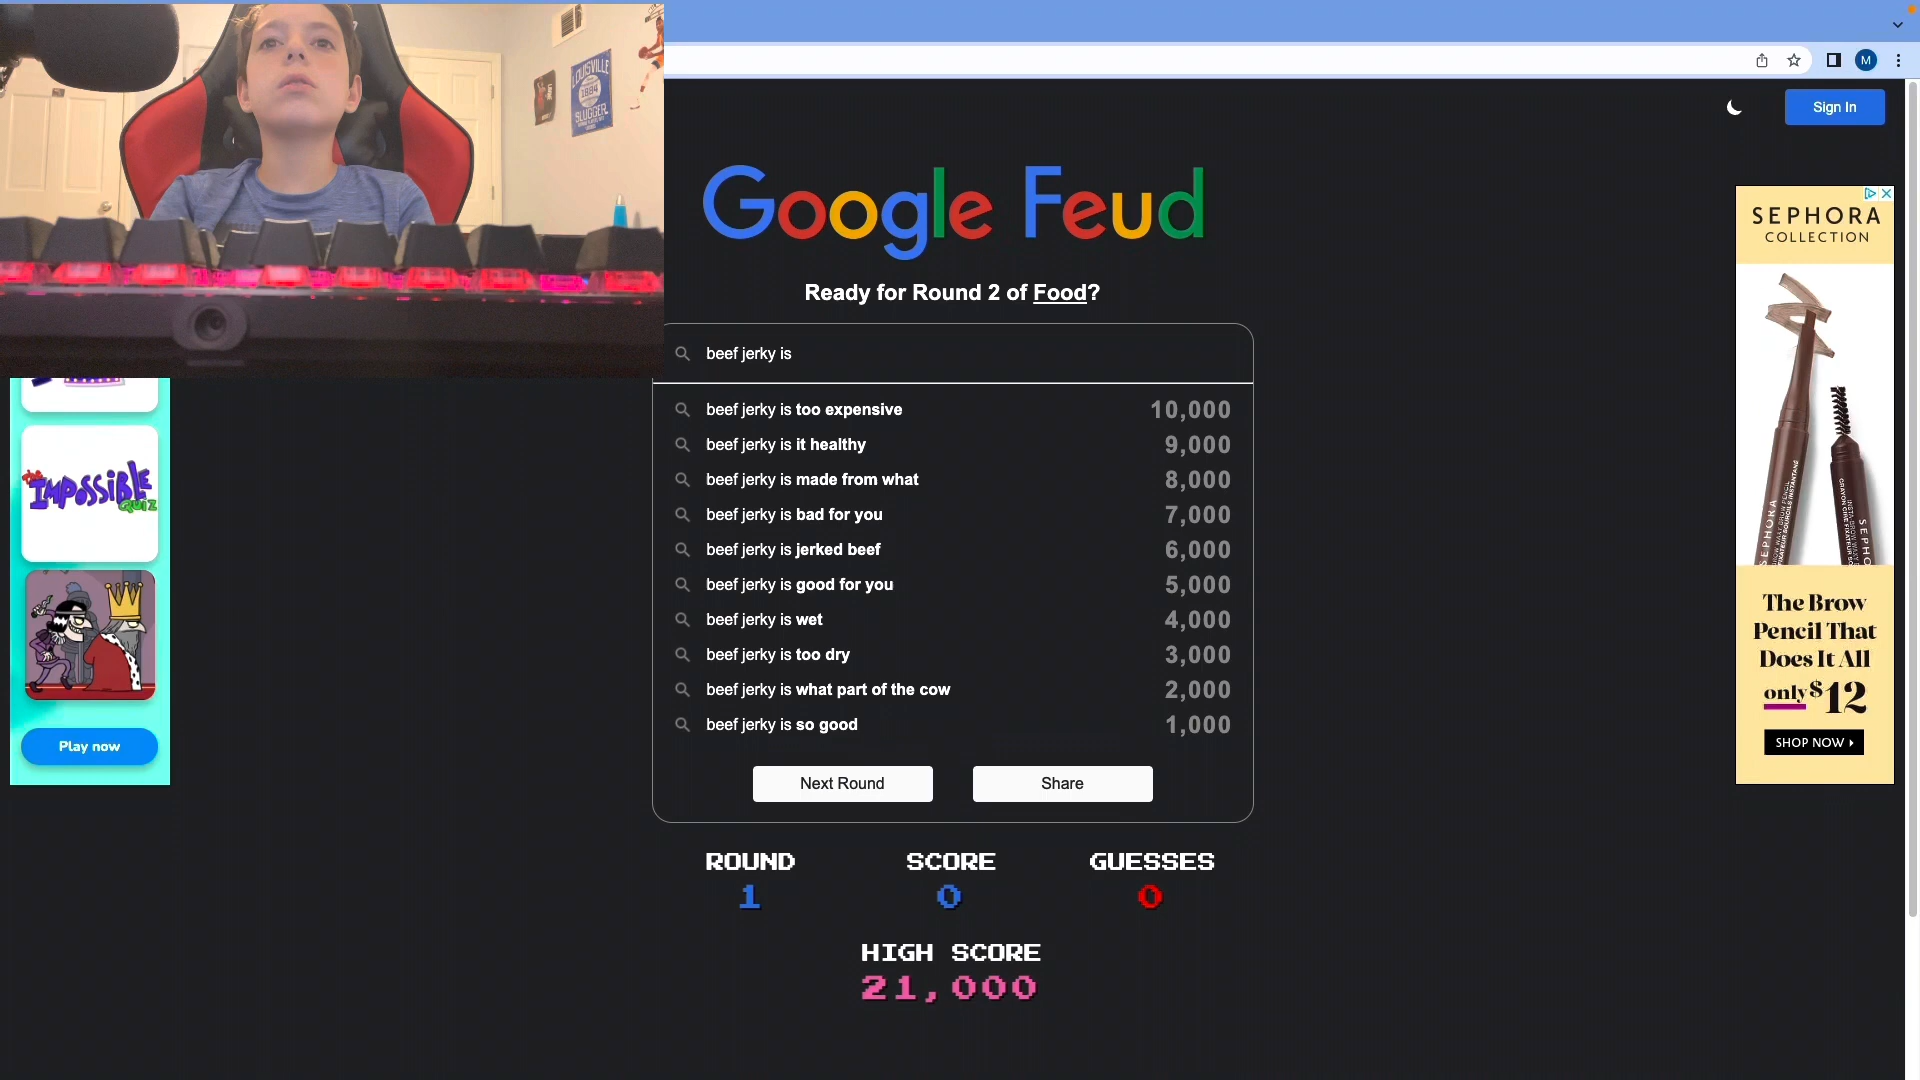 LOUISVILLE
1884
SLUGGER
M
Sign In
Google Feud
Ready for Round 2 of Food?
beef jerky is
beef jerky is too expensive 10,000
beef jerky is it healthy 9,000
beef jerky is made from what 8,000
beef jerky is bad for you 7,000
beef jerky is jerked beef 6,000
beef jerky is good for you 5,000
beef jerky is wet 4,000
beef jerky is too dry 3,000
beef jerky is what part of the cow 2,000
beef jerky is so good 1,000
Next Round
Share
ROUND SCORE GUESSES
1 0 0
HIGH SCORE
21,000
The
IMPOSSIBLE
QUIZ
Play now
SEPHORA
COLLECTION
SEPHORA
The Brow
Pencil That
Does It All
only $12
SHOP NOW